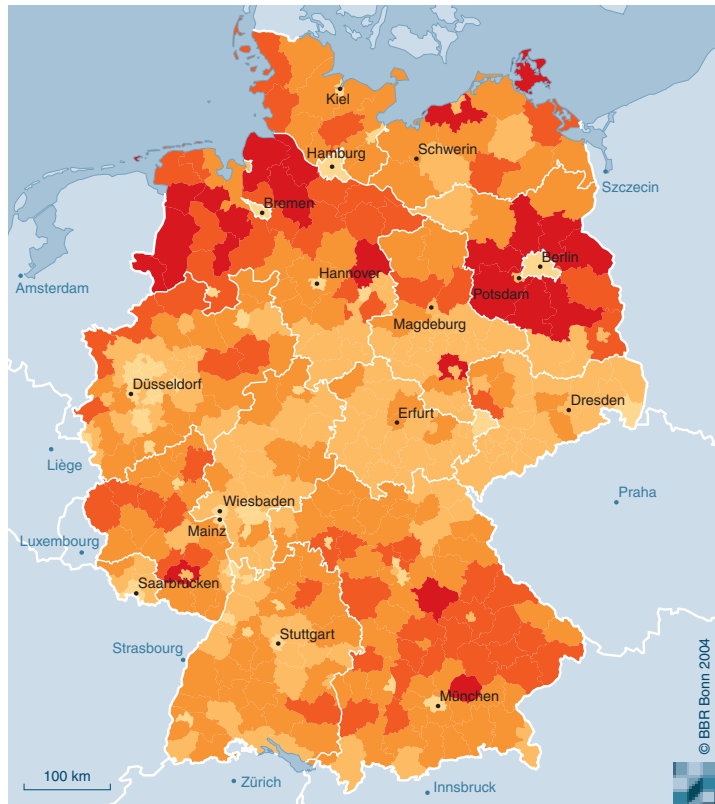 Kiel
Hamburg
Schwerin
Szczecin
Bremen
Berlin
Hannover
Potsdam
Amsterdam
Magdeburg
Düsseldorf
Erfurt
Dresden
Liège
Wiesbaden
Praha
Mainz
Luxembourg
Saarbrücken
Strasbourg
Stuttgart
München
© BBR Bonn 2004
100 km
Zürich
Innsbruck